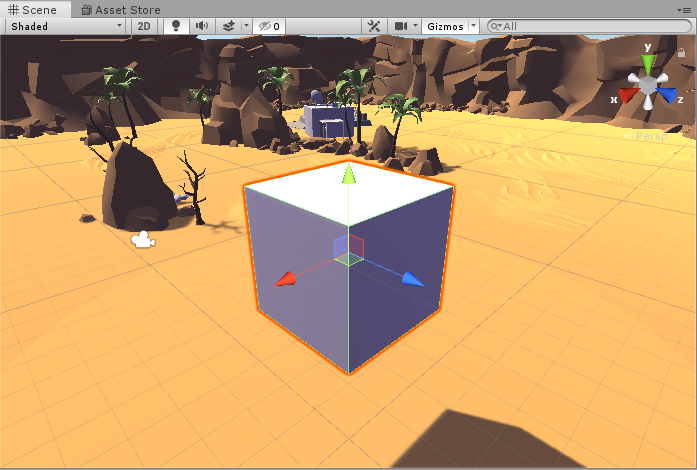 Scene Asset Store
Shaded 2D 0 Gizmos All
y
x z
Persp